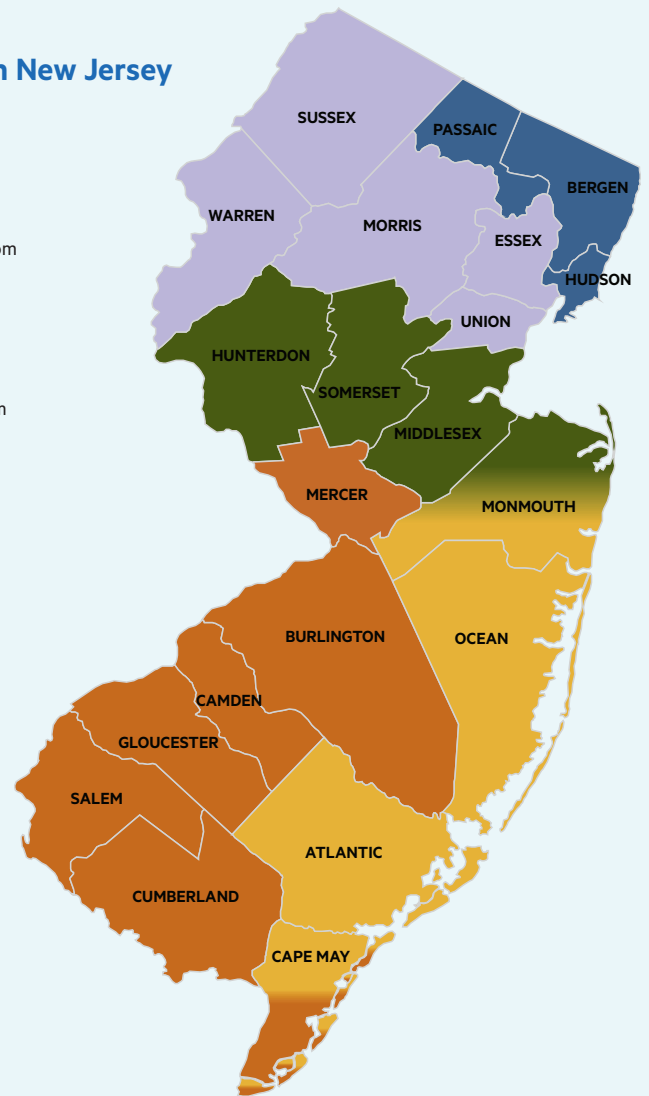 n New Jersey
SUSSEX
PASSAIC
BERGEN
WARREN
MORRIS
ESSEX
om
HUDSON
UNION
HUNTERDON
SOMERSET
n
MIDDLESEX
MERCER
MONMOUTH
BURLINGTON
OCEAN
CAMDEN
GLOUCESTER
SALEM
ATLANTIC
CUMBERLAND
CAPE MAY